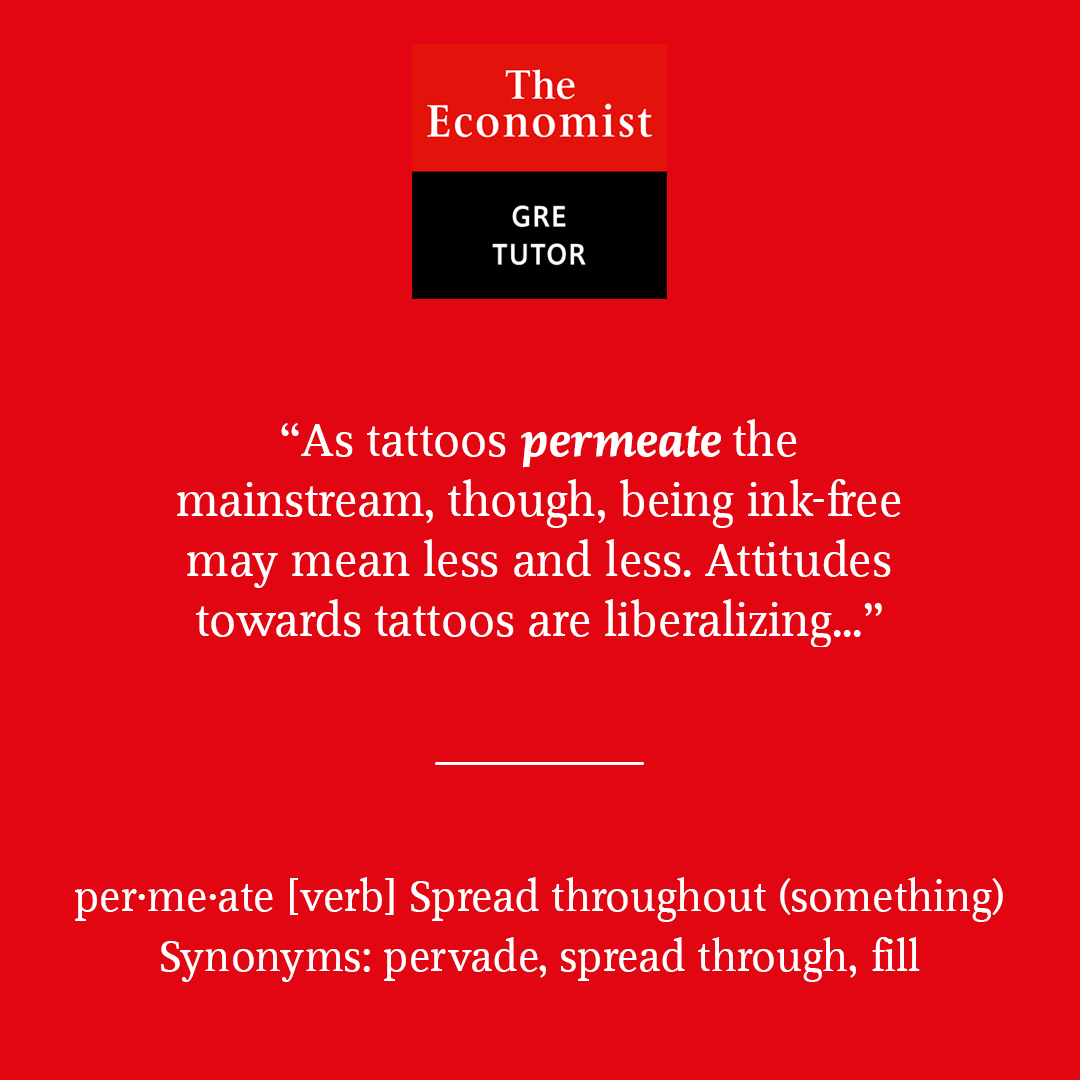 The
Economist
GRE
TUTOR
“As tattoos permeate the
mainstream, though, being ink-free
may mean less and less. Attitudes
towards tattoos are liberalizing...”
per·me·ate [verb] Spread throughout (something)
Synonyms: pervade, spread through, fill